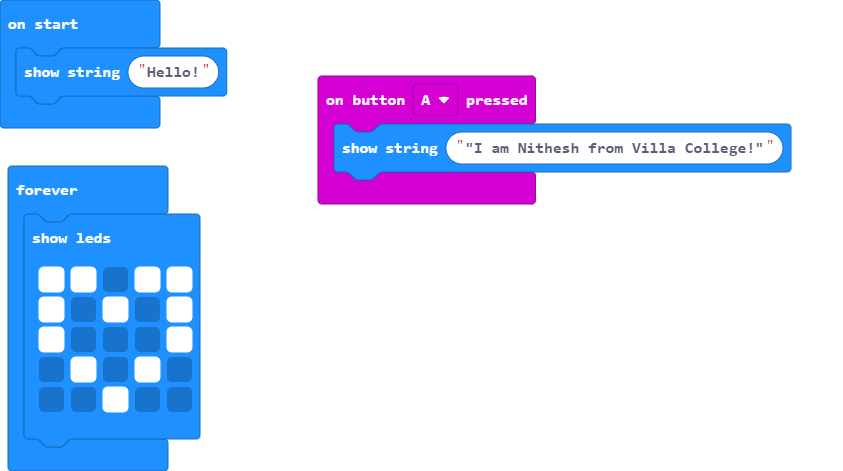 on start
show string "Hello!"
on button A pressed
show string ""I am Nithesh from Villa College!""
forever
show leds